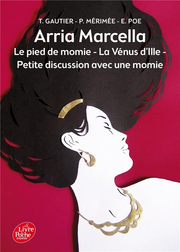 T. GAUTIER - P. MÉRIMÉE - E. POE
Arria Marcella
Le pied de momie - La Vénus d'Ille -
Petite discussion avec une momie
Le Livre de Poche
JEUNESSE